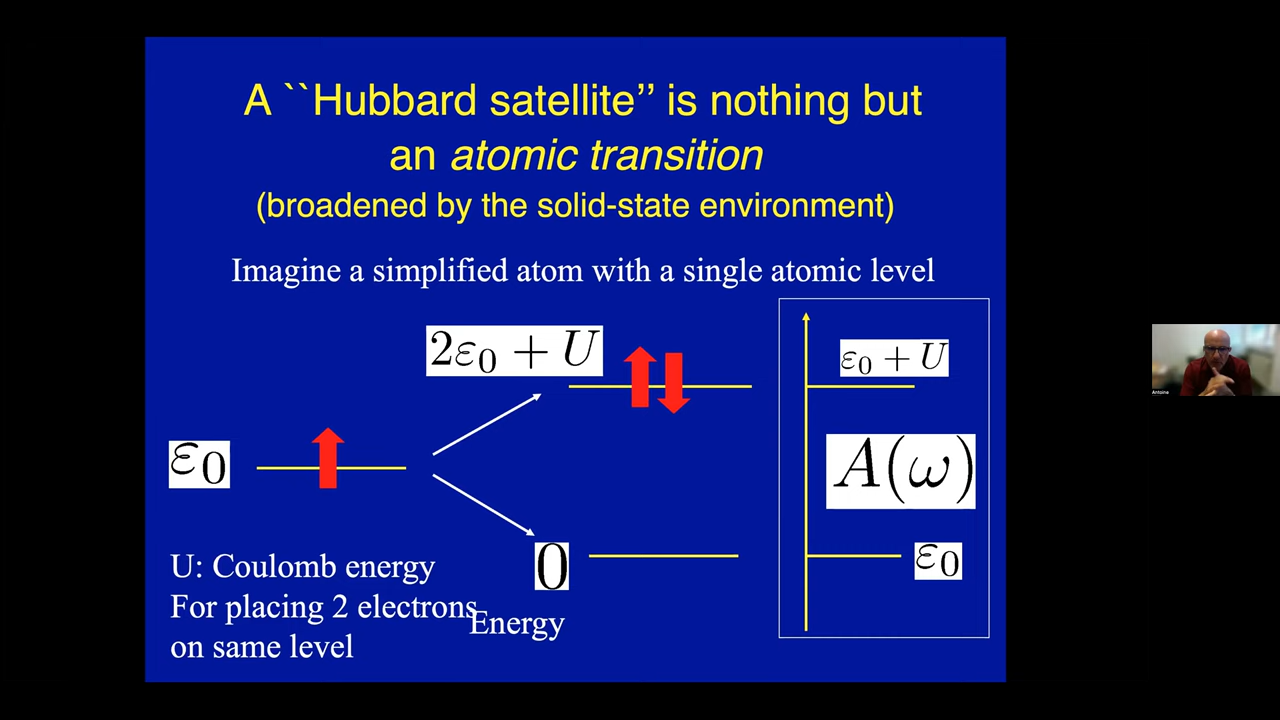 A ``Hubbard satellite’’ is nothing but
an atomic transition
(broadened by the solid-state environment)
Imagine a simplified atom with a single atomic level
2ε₀ + U
ε₀ + U
ε₀
A(ω)
0
ε₀
U: Coulomb energy
For placing 2 electrons
on same level
Energy
Antoine